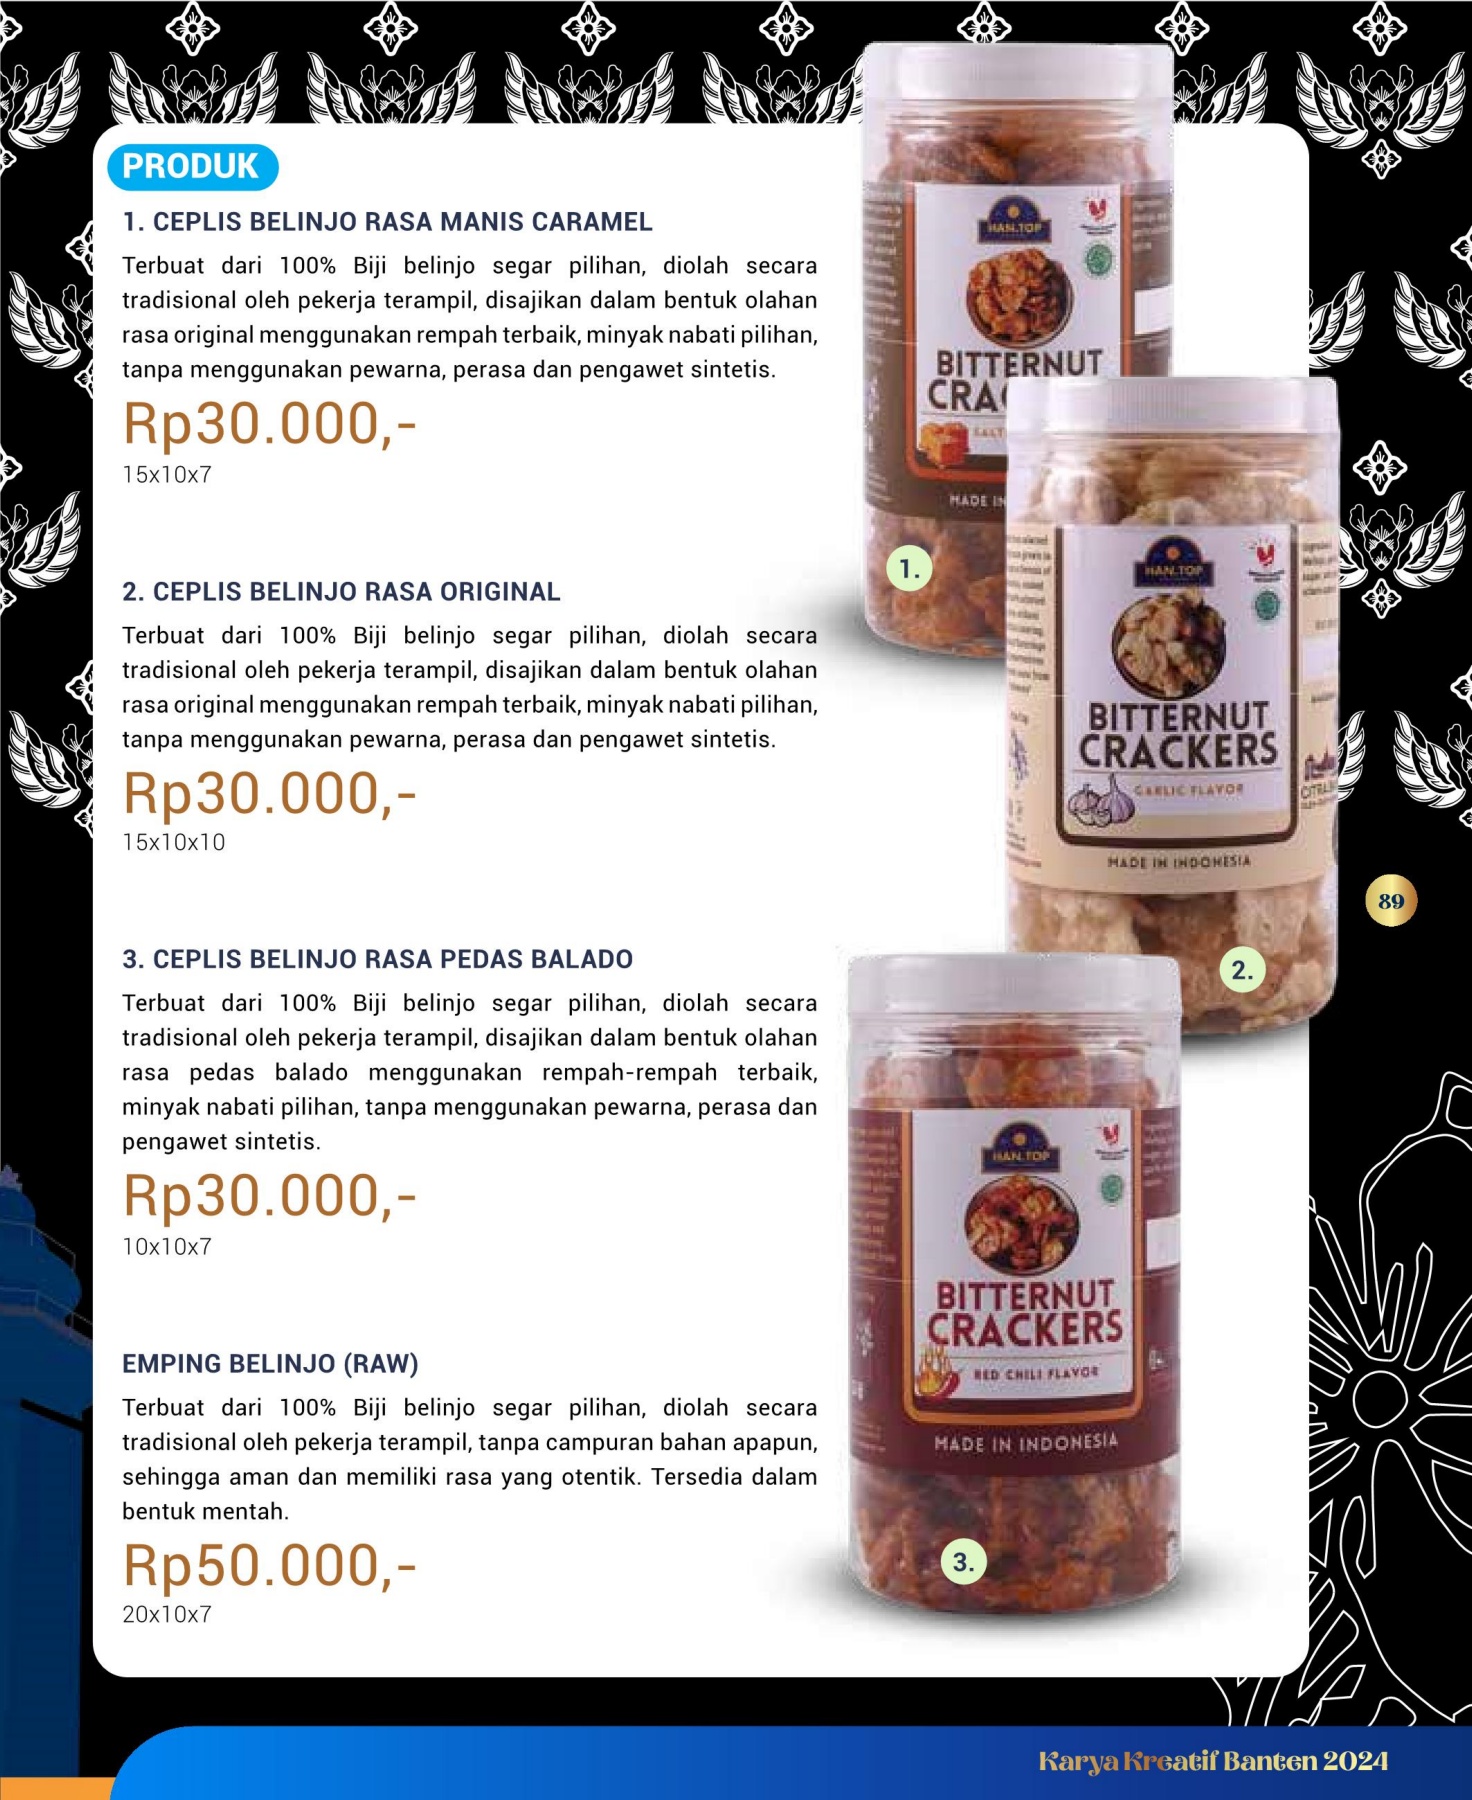 PRODUK
1. CEPLIS BELINJO RASA MANIS CARAMEL
Terbuat dari 100% Biji belinjo segar pilihan, diolah secara
tradisional oleh pekerja terampil, disajikan dalam bentuk olahan
rasa original menggunakan rempah terbaik, minyak nabati pilihan,
tanpa menggunakan pewarna, perasa dan pengawet sintetis.
Rp30.000,-
15x10x7
2. CEPLIS BELINJO RASA ORIGINAL
Terbuat dari 100% Biji belinjo segar pilihan, diolah secara
tradisional oleh pekerja terampil, disajikan dalam bentuk olahan
rasa original menggunakan rempah terbaik, minyak nabati pilihan,
tanpa menggunakan pewarna, perasa dan pengawet sintetis.
Rp30.000,-
15x10x10
3. CEPLIS BELINJO RASA PEDAS BALADO
Terbuat dari 100% Biji belinjo segar pilihan, diolah secara
tradisional oleh pekerja terampil, disajikan dalam bentuk olahan
rasa pedas balado menggunakan rempah-rempah terbaik,
minyak nabati pilihan, tanpa menggunakan pewarna, perasa dan
pengawet sintetis.
Rp30.000,-
10x10x7
EMPING BELINJO (RAW)
Terbuat dari 100% Biji belinjo segar pilihan, diolah secara
tradisional oleh pekerja terampil, tanpa campuran bahan apapun,
sehingga aman dan memiliki rasa yang otentik. Tersedia dalam
bentuk mentah.
Rp50.000,-
20x10x7
HAN.TOP
BITTERNUT
CRA
SALT
MADE IN
1.
HAN.TOP
BITTERNUT
CRACKERS
GARLIC FLAVOR
MADE IN INDONESIA
2.
HAN.TOP
BITTERNUT
CRACKERS
RED CHILI FLAVOR
MADE IN INDONESIA
3.
89
Karya Kreatif Banten 2024